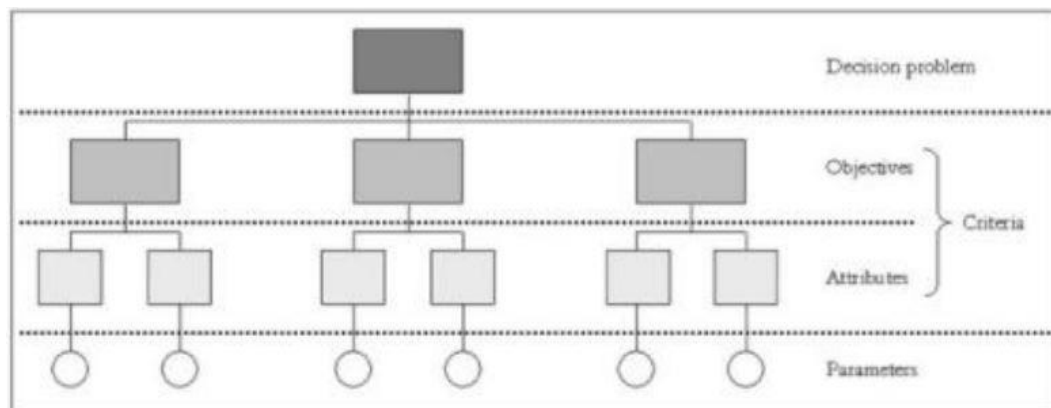 Decision problem
Objectives
Criteria
Attributes
Parameters